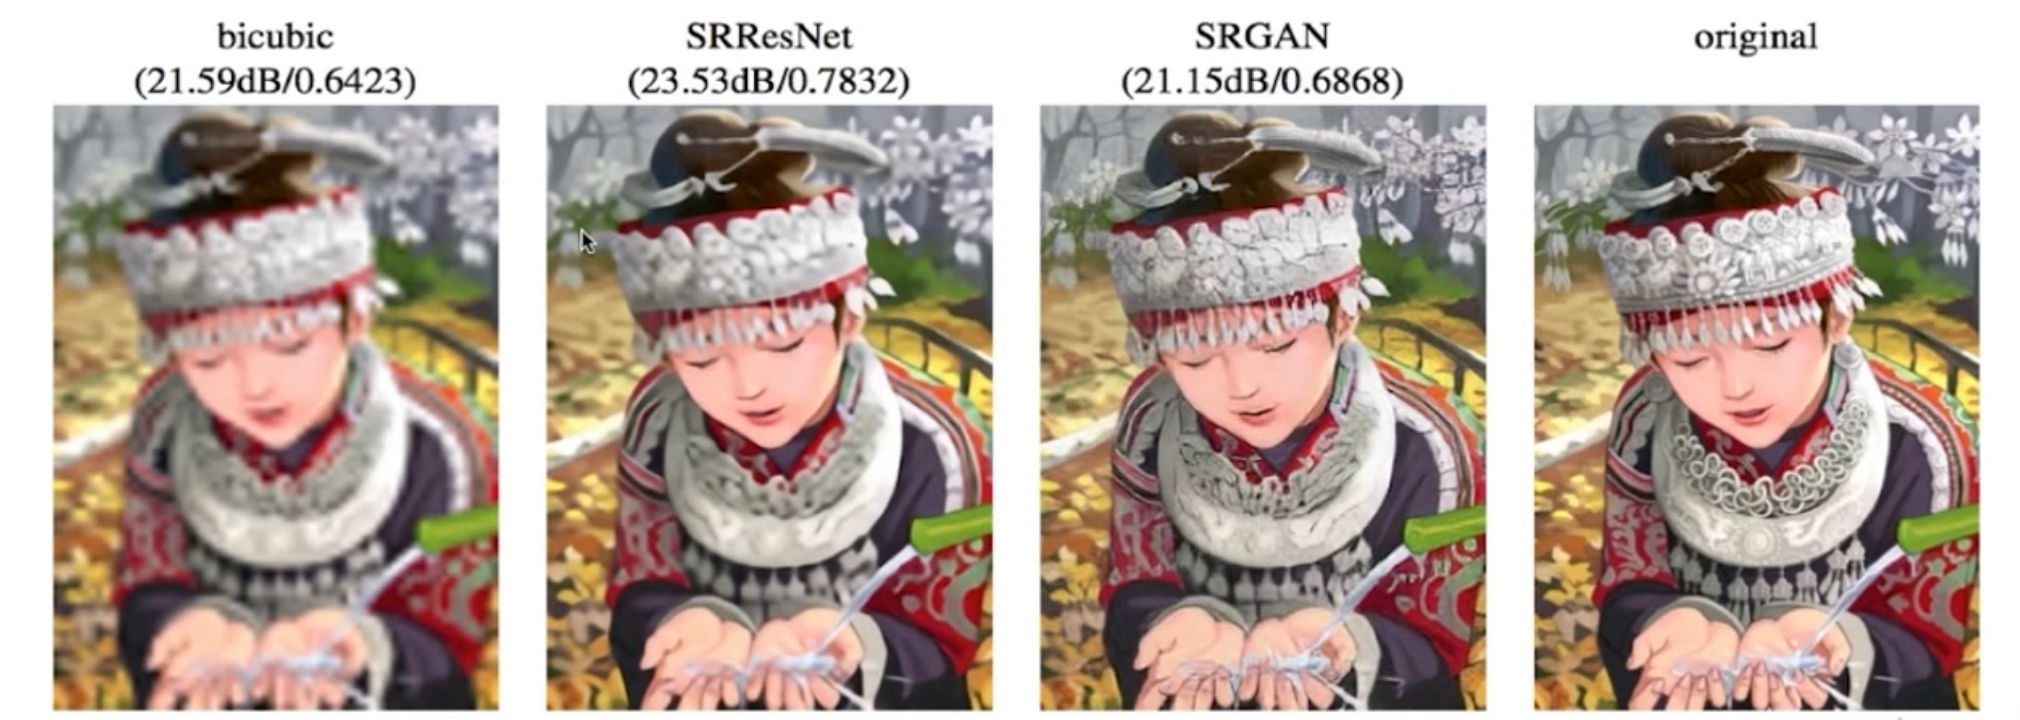 bicubic
(21.59dB/0.6423)
SRResNet
(23.53dB/0.7832)
SRGAN
(21.15dB/0.6868)
original